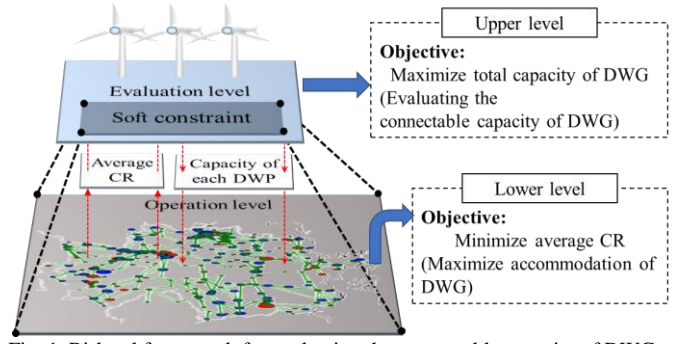 Upper level
Objective:
Maximize total capacity of DWG
(Evaluating the
connectable capacity of DWG)
Evaluation level
Soft constraint
Average
CR
Capacity of
each DWP
Operation level
Lower level
Objective:
Minimize average CR
(Maximize accommodation of
DWG)